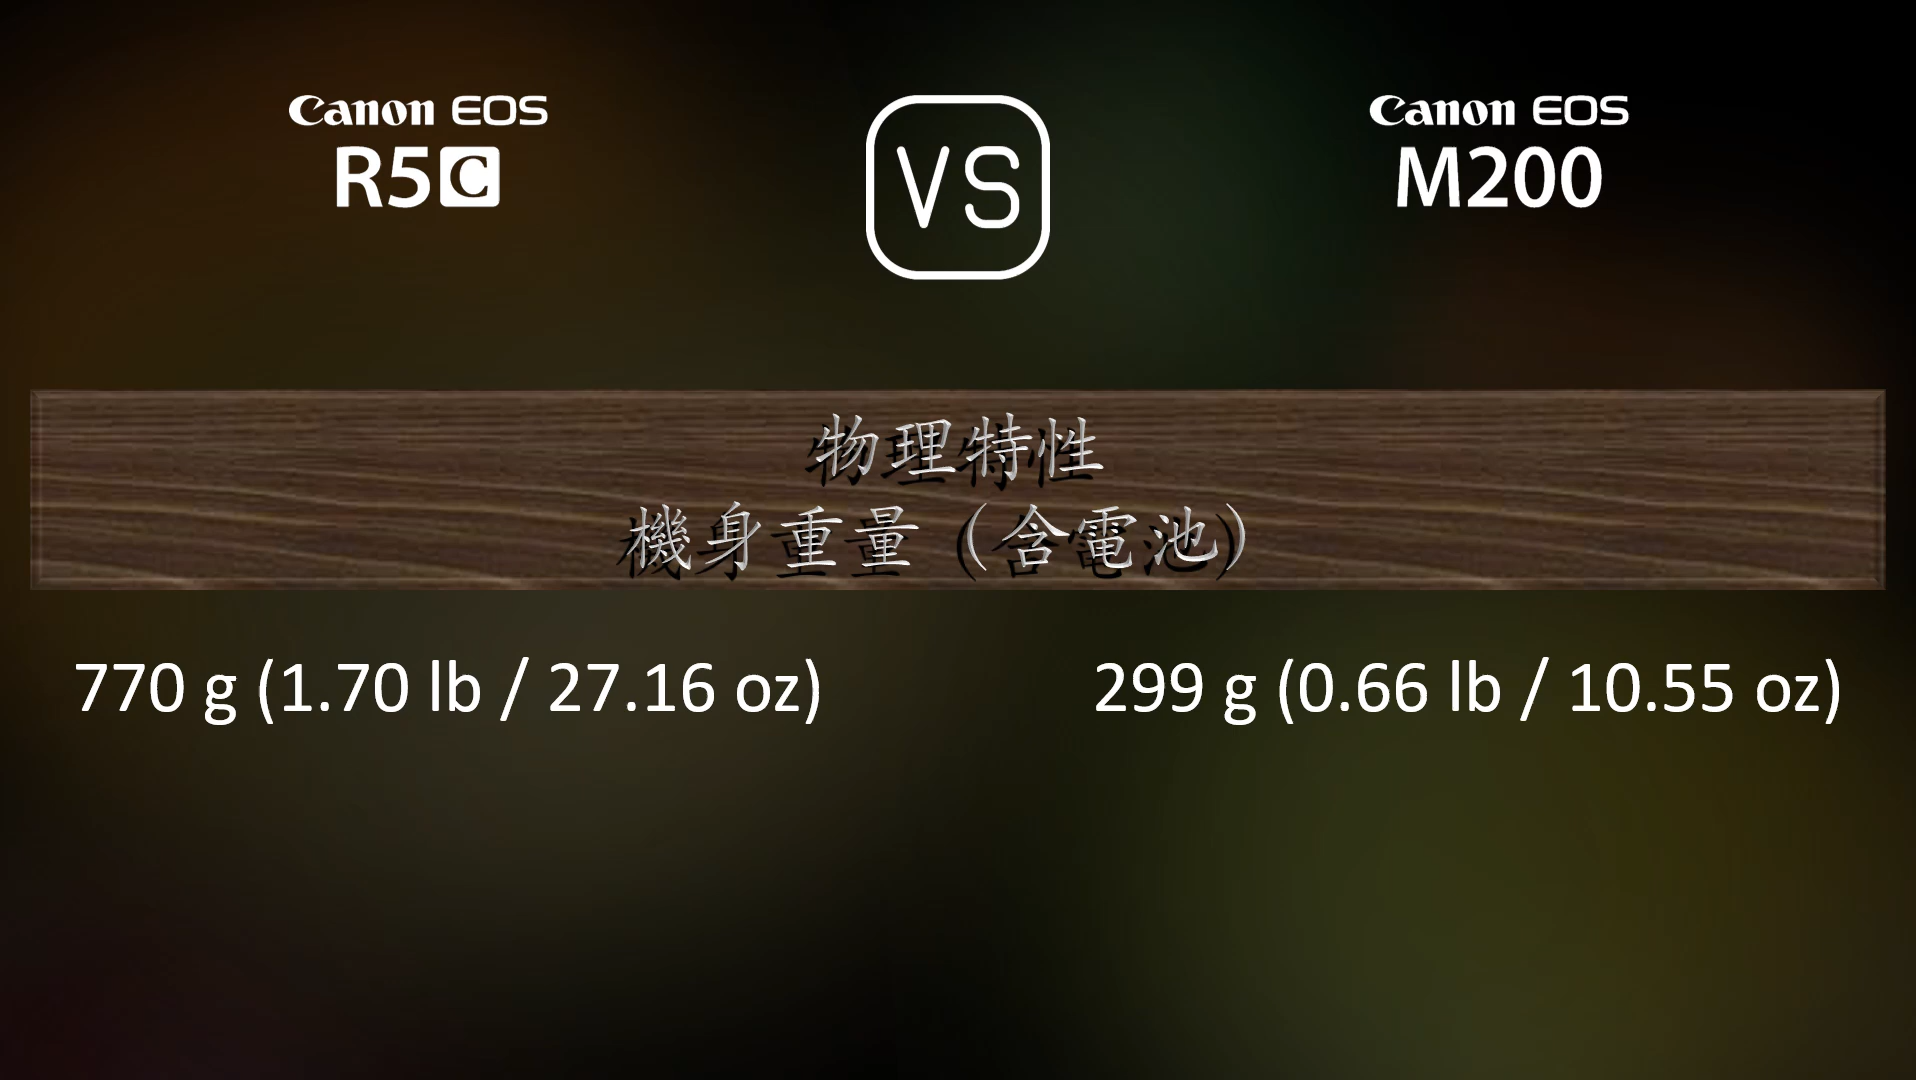 Canon EOS
R5C
VS
Canon EOS
M200
物理特性
機身重量（含電池）
770 g (1.70 lb / 27.16 oz)
299 g (0.66 lb / 10.55 oz)